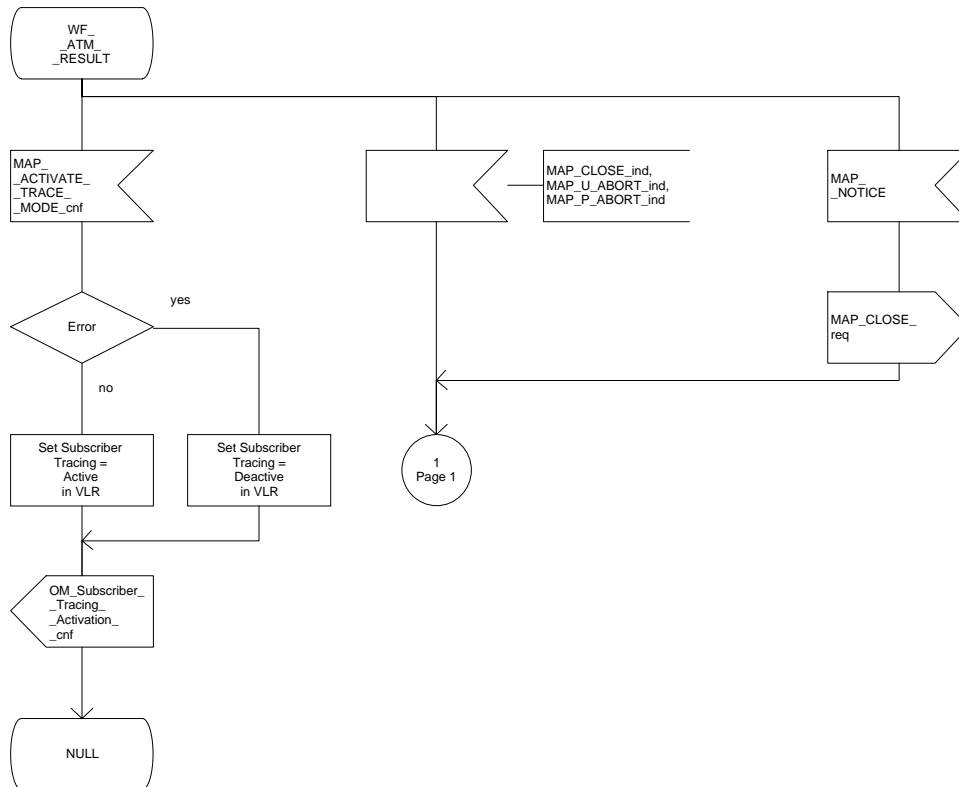 WF_
_ATM_
_RESULT
MAP_
_ACTIVATE_
_TRACE_
_MODE_cnf
MAP_CLOSE_ind,
MAP_U_ABORT_ind,
MAP_P_ABORT_ind
MAP_
_NOTICE
yes
Error
MAP_CLOSE_
req
no
Set Subscriber
Tracing =
Active
in VLR
Set Subscriber
Tracing =
Deactive
in VLR
1
Page 1
OM_Subscriber_
_Tracing_
_Activation_
_cnf
NULL